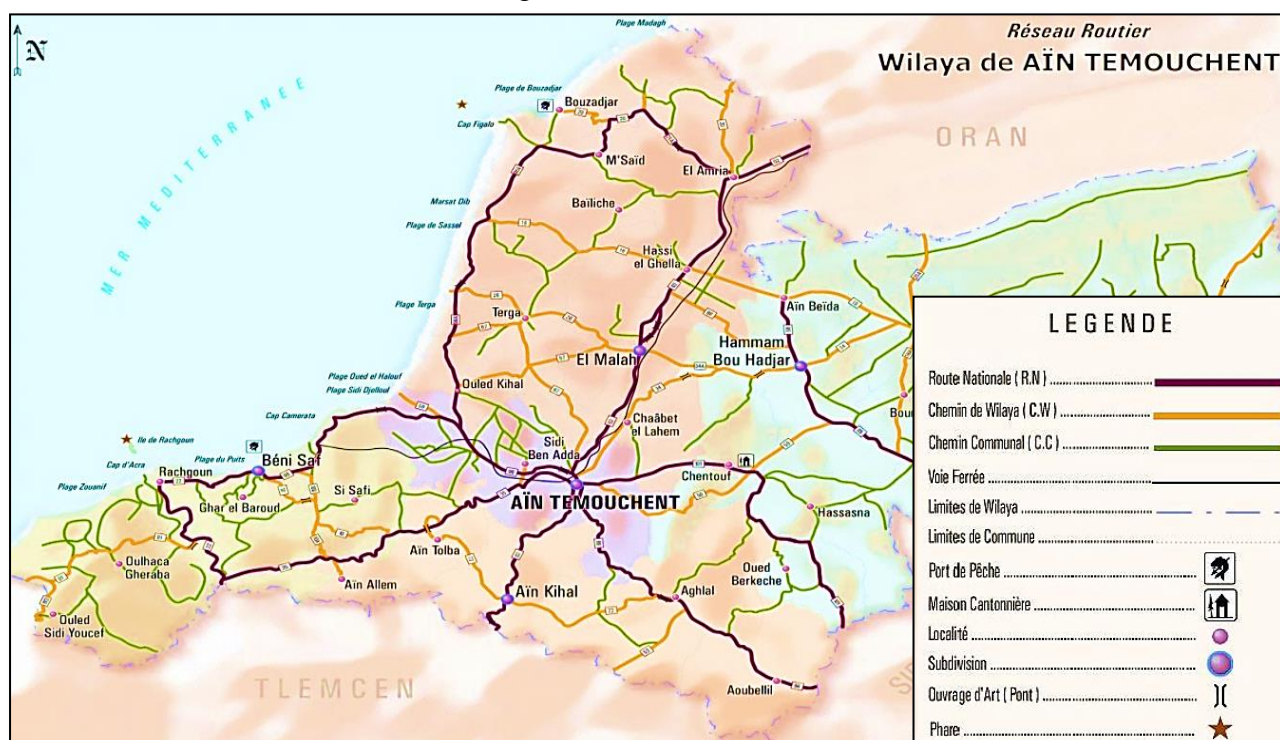 Réseau Routier
Wilaya de AÏN TEMOUCHENT
N
MER MEDITERRANEE
ORAN
TLEMCEN
Plage Madagh
Plage de Bouzadjar
Bouzadjar
Cap Figalo
M'Saïd
El Amria
Marsat Dib
Baïliche
Plage de Sassel
Hassi
el Ghella
Aïn Beïda
Plage Terga
Terga
El Malah
Hammam
Bou Hadjar
Plage Oued el Halouf
Plage Sidi Djelloul
Ouled Kihal
Cap Camerata
Chaâbet
el Lahem
Bou
Ile de Rachgoun
Sidi
Ben Adda
Cap d'Acra
Plage du Puits
Béni Saf
Rachgoun
Chentouf
Plage Zouanif
Ghar el Baroud
Si Safi
AÏN TEMOUCHENT
Hassasna
Aïn Tolba
Oulhaca
Gheraba
Aïn Allem
Oued
Berkeche
Aïn Kihal
Aghlal
Ouled
Sidi Youcef
Aoubellil
LEGENDE
Route Nationale ( R.N )
Chemin de Wilaya ( C.W )
Chemin Communal ( C.C )
Voie Ferrée
Limites de Wilaya
Limites de Commune
Port de Pêche
Maison Cantonnière
Localité
Subdivision
Ouvrage d'Art ( Pont )
Phare